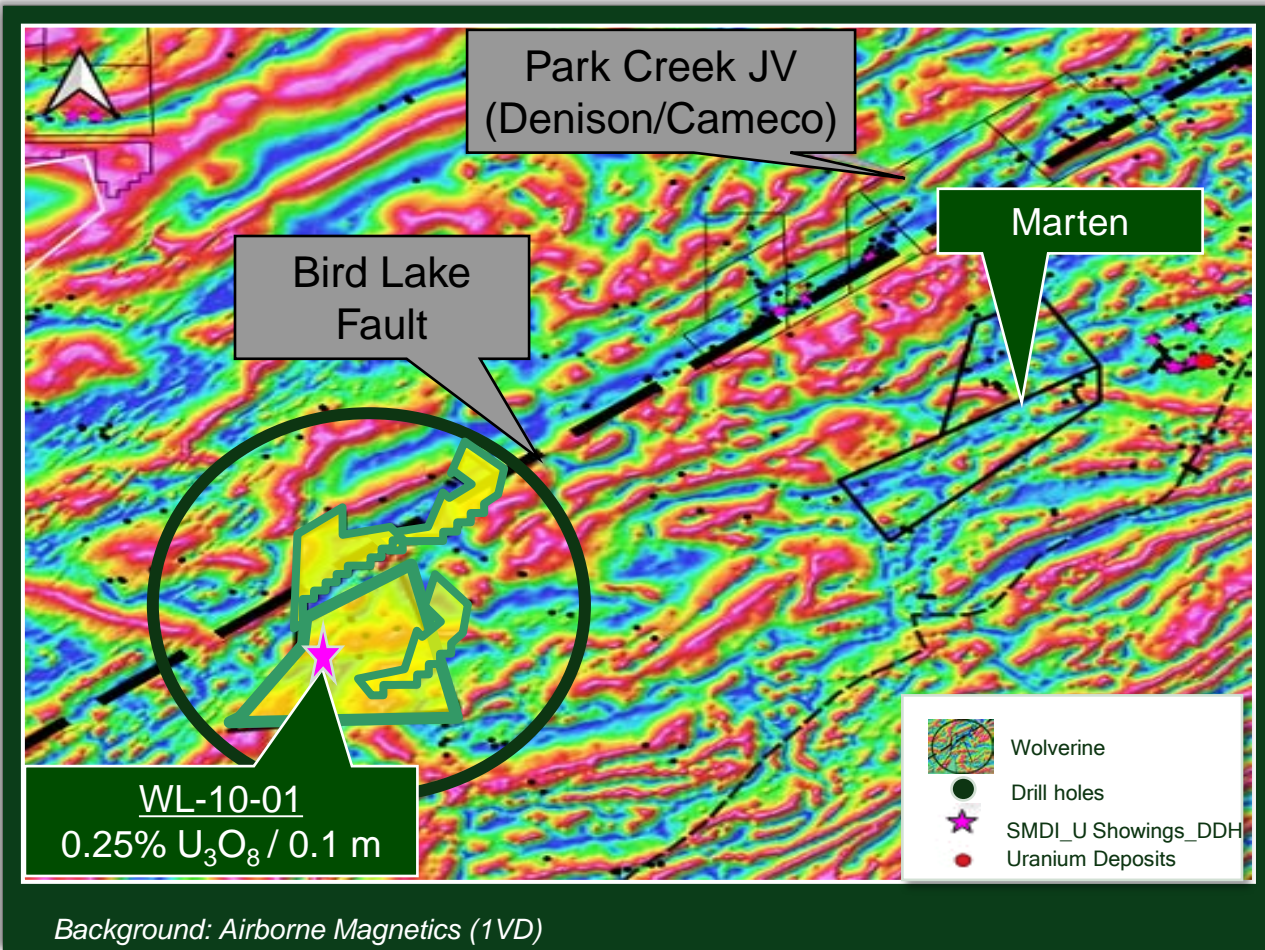 Park Creek JV
(Denison/Cameco)
Marten
Bird Lake
Fault
WL-10-01
0.25% U₃O₈ / 0.1 m
Wolverine
Drill holes
SMDI_U Showings_DDH
Uranium Deposits
Background: Airborne Magnetics (1VD)